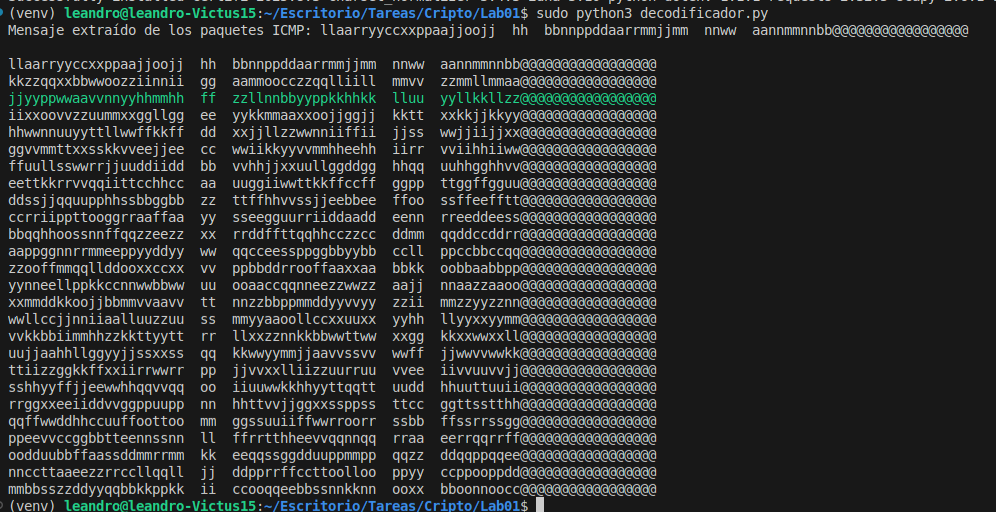 (venv) leandro@leandro-Victus15:~/Escritorio/Tareas/Cripto/Lab01$ sudo python3 decodificador.py
Mensaje extraído de los paquetes ICMP: llaarryyccxxppaajjoojj  hh  bbnnppddaarrmmjjmm  nnww  aannmmnnbb@@@@@@@@@@@@@@@@@
llaarryyccxxppaajjoojj  hh  bbnnppddaarrmmjjmm  nnww  aannmmnnbb@@@@@@@@@@@@@@@@@
kkzzqqxxbbwwoozziinnii  gg  aammoocczzqqlliill  mmvv  zzmmllmmaa@@@@@@@@@@@@@@@@@
jjyyppwwaavvnnyyhhmmhh  ff  zzllnnbbyyppkkhhkk  lluu  yyllkkllzz@@@@@@@@@@@@@@@@@
iixxoovvzzuummxxggllgg  ee  yykkmmaaxxoojjggjj  kktt  xxkkjjkkyy@@@@@@@@@@@@@@@@@
hhwwnnuuyyttllwwffkkff  dd  xxjjllzzwwnniiffii  jjss  wwjjiijjxx@@@@@@@@@@@@@@@@@
ggvvmmttxxsskkvveejjee  cc  wwiikkyyvvmmhheehh  iirr  vviihhiiww@@@@@@@@@@@@@@@@@
ffuullsswwrrjjuuddiidd  bb  vvhhjjxxuullggddgg  hhqq  uuhhgghhvv@@@@@@@@@@@@@@@@@
eettkkrrvvqqiittcchhcc  aa  uuggiiwwttkkffccff  ggpp  ttggffgguu@@@@@@@@@@@@@@@@@
ddssjjqquupphhssbbggbb  zz  ttffhhvvssjjeebbee  ffoo  ssffeefftt@@@@@@@@@@@@@@@@@
ccrriippttooggrraaffaa  yy  sseegguurriiddaadd  eenn  rreeddeess@@@@@@@@@@@@@@@@@
bbqqhhoossnnffqqzzeezz  xx  rrddffttqqhhcczzcc  ddmm  qqddccddrr@@@@@@@@@@@@@@@@@
aappggnnrrmmeeppyyddyy  ww  qqcceessppggbbyybb  ccll  ppccbbccqq@@@@@@@@@@@@@@@@@
zzooffmmqqllddooxxccxx  vv  ppbbddrrooffaaxxaa  bbkk  oobbaabbpp@@@@@@@@@@@@@@@@@
yynneellppkkccnnwwbbww  uu  ooaaccqqnneezzwwzz  aajj  nnaazzaaoo@@@@@@@@@@@@@@@@@
xxmmddkkoojjbbmmvvaavv  tt  nnzzbbppmmddyyvvyy  zzii  mmzzyyzznn@@@@@@@@@@@@@@@@@
wwllccjjnniiaalluuzzuu  ss  mmyyaaoollccxxuuxx  yyhh  llyyxxyymm@@@@@@@@@@@@@@@@@
vvkkbbiimmhhzzkkttyytt  rr  llxxzznnkkbbwwttww  xxgg  kkxxwwxxll@@@@@@@@@@@@@@@@@
uujjaahhllggyyjjssxxss  qq  kkwwyymmjjaavvssvv  wwff  jjwwvvwwkk@@@@@@@@@@@@@@@@@
ttiizzggkkffxxiirrwwrr  pp  jjvvxxlliizzuurruu  vvee  iivvuuvvjj@@@@@@@@@@@@@@@@@
sshhyyffjjeewwhhqqvvqq  oo  iiuuwwkkhhyyttqqtt  uudd  hhuuttuuii@@@@@@@@@@@@@@@@@
rrggxxeeiiddvvggppuupp  nn  hhttvvjjggxxssppss  ttcc  ggttsstthh@@@@@@@@@@@@@@@@@
qqffwwddhhccuuffoottoo  mm  ggssuuiiffwwrroorr  ssbb  ffssrrssgg@@@@@@@@@@@@@@@@@
ppeevvccggbbtteennssnn  ll  ffrrtthheevvqqnnqq  rraa  eerrqqrrff@@@@@@@@@@@@@@@@@
oodduubbffaassddmmrrmm  kk  eeqqssggdduuppmmpp  qqzz  ddqqppqqee@@@@@@@@@@@@@@@@@
nnccttaaeezzrrccllqqll  jj  ddpprrffccttoolloo  ppyy  ccppooppdd@@@@@@@@@@@@@@@@@
mmbbsszzddyyqqbbkkppkk  ii  ccooqqeebbssnnkknn  ooxx  bboonnoocc@@@@@@@@@@@@@@@@@
(venv) leandro@leandro-Victus15:~/Escritorio/Tareas/Cripto/Lab01$